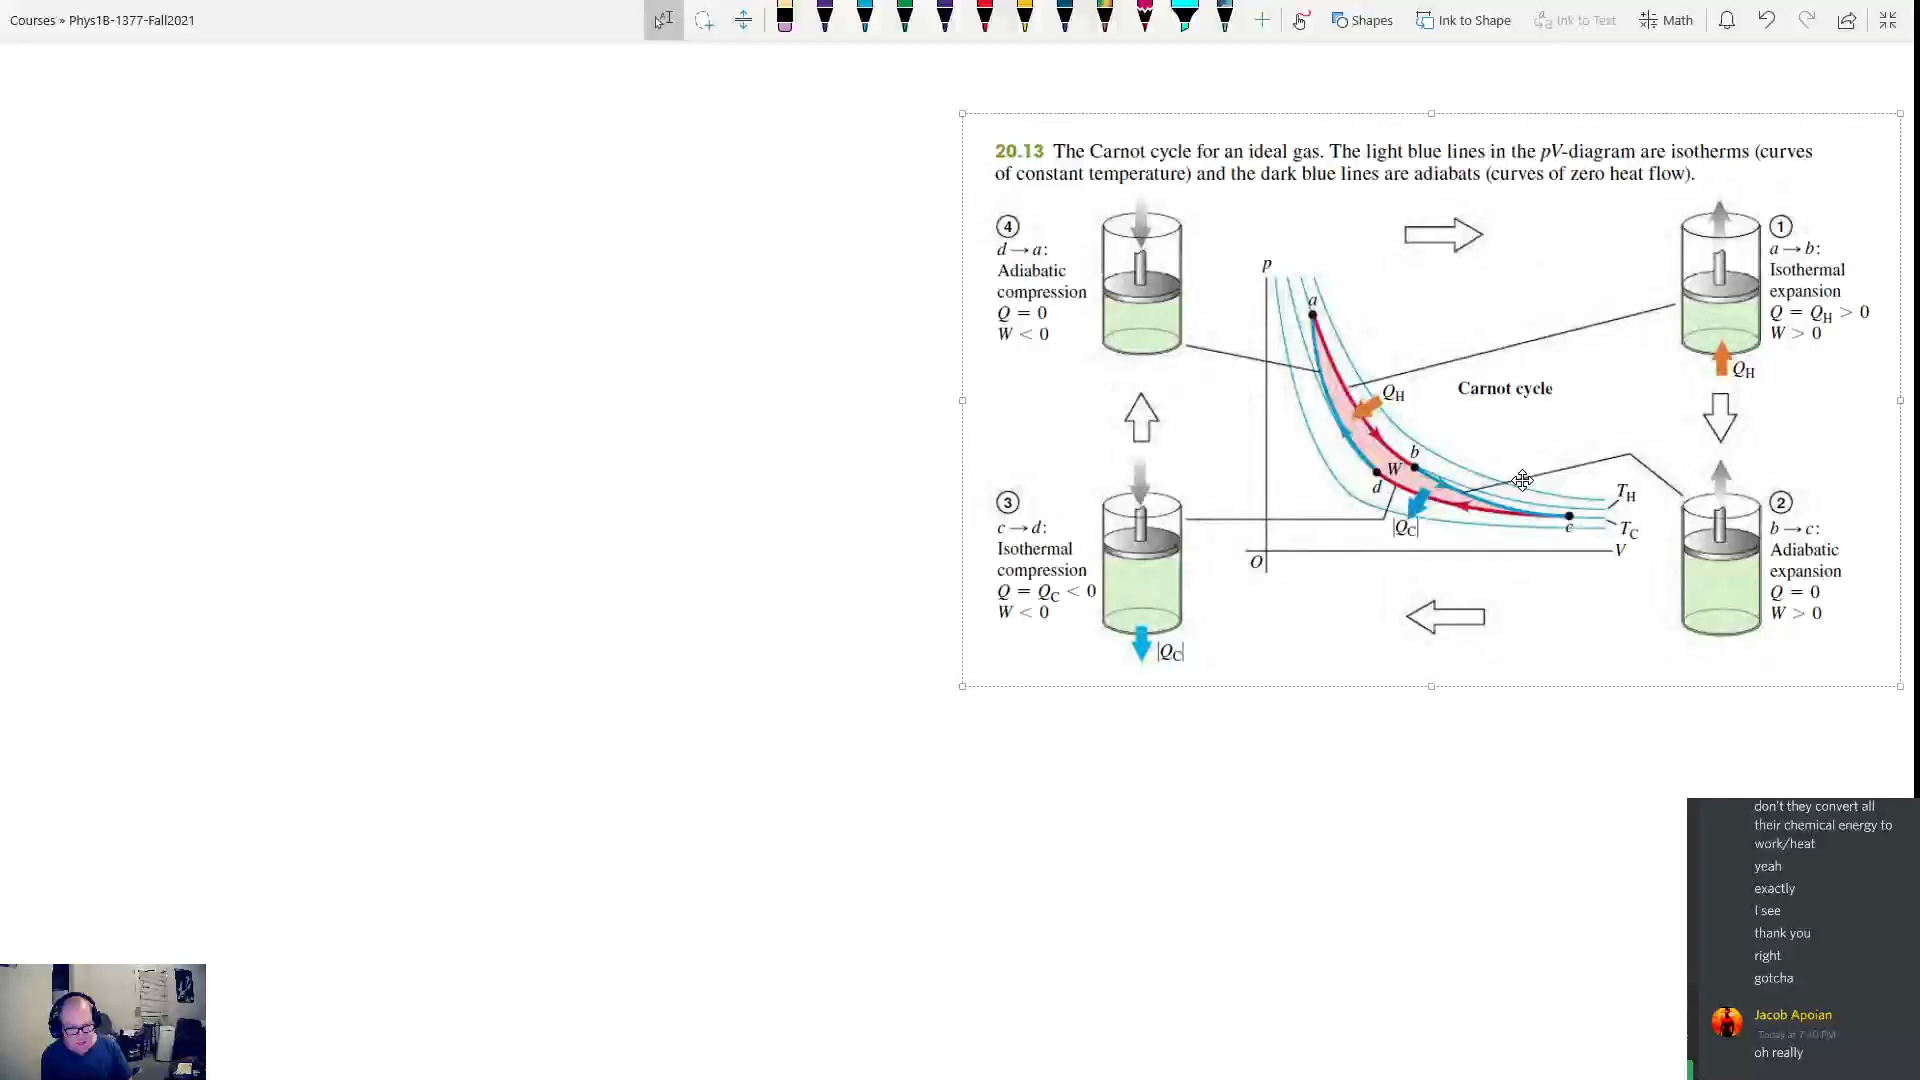 Courses » Phys1B-1377-Fall2021
Shapes
Ink to Shape
Ink to Text
Math
20.13 The Carnot cycle for an ideal gas. The light blue lines in the pV-diagram are isotherms (curves
of constant temperature) and the dark blue lines are adiabats (curves of zero heat flow).
④
d → a:
Adiabatic
compression
Q = 0
W < 0
①
a → b:
Isothermal
expansion
Q = QH > 0
W > 0
QH
p
a
QH
Carnot cycle
b
W
d
|QC|
c
TH
TC
V
O
③
c → d:
Isothermal
compression
Q = QC < 0
W < 0
|QC|
②
b → c:
Adiabatic
expansion
Q = 0
W > 0
don't they convert all
their chemical energy to
work/heat
yeah
exactly
I see
thank you
right
gotcha
Jacob Apoian
Today at 7:40 PM
oh really